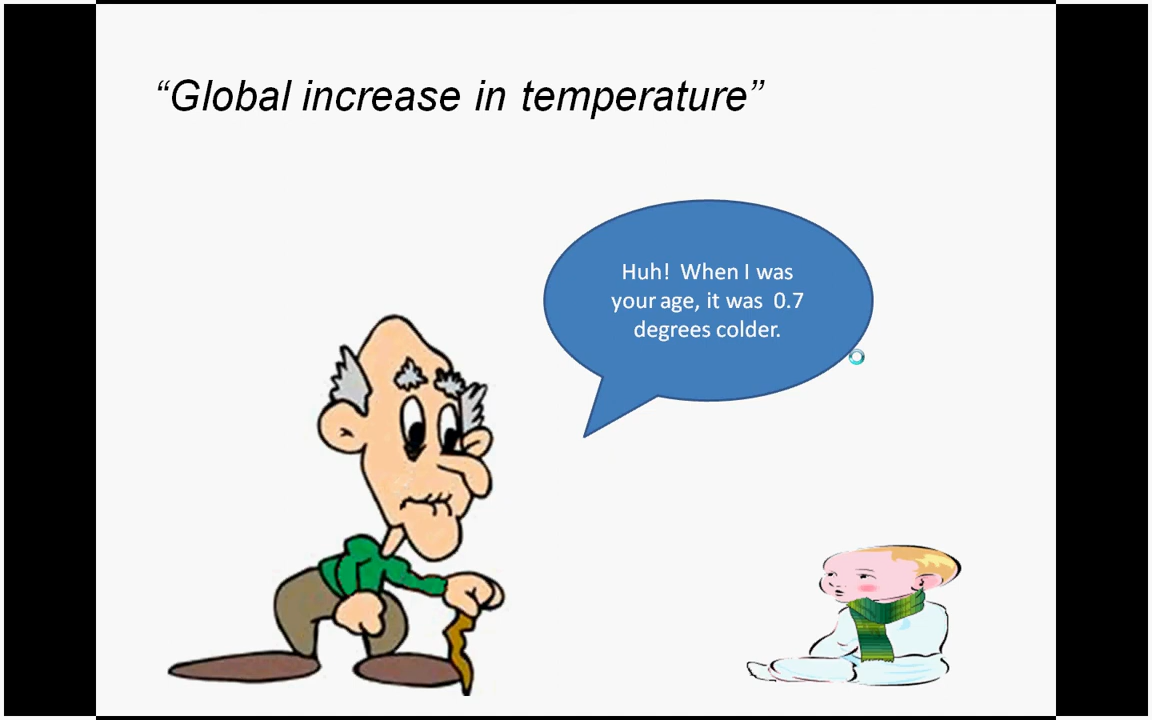 “Global increase in temperature”
Huh!  When I was
your age, it was  0.7
degrees colder.